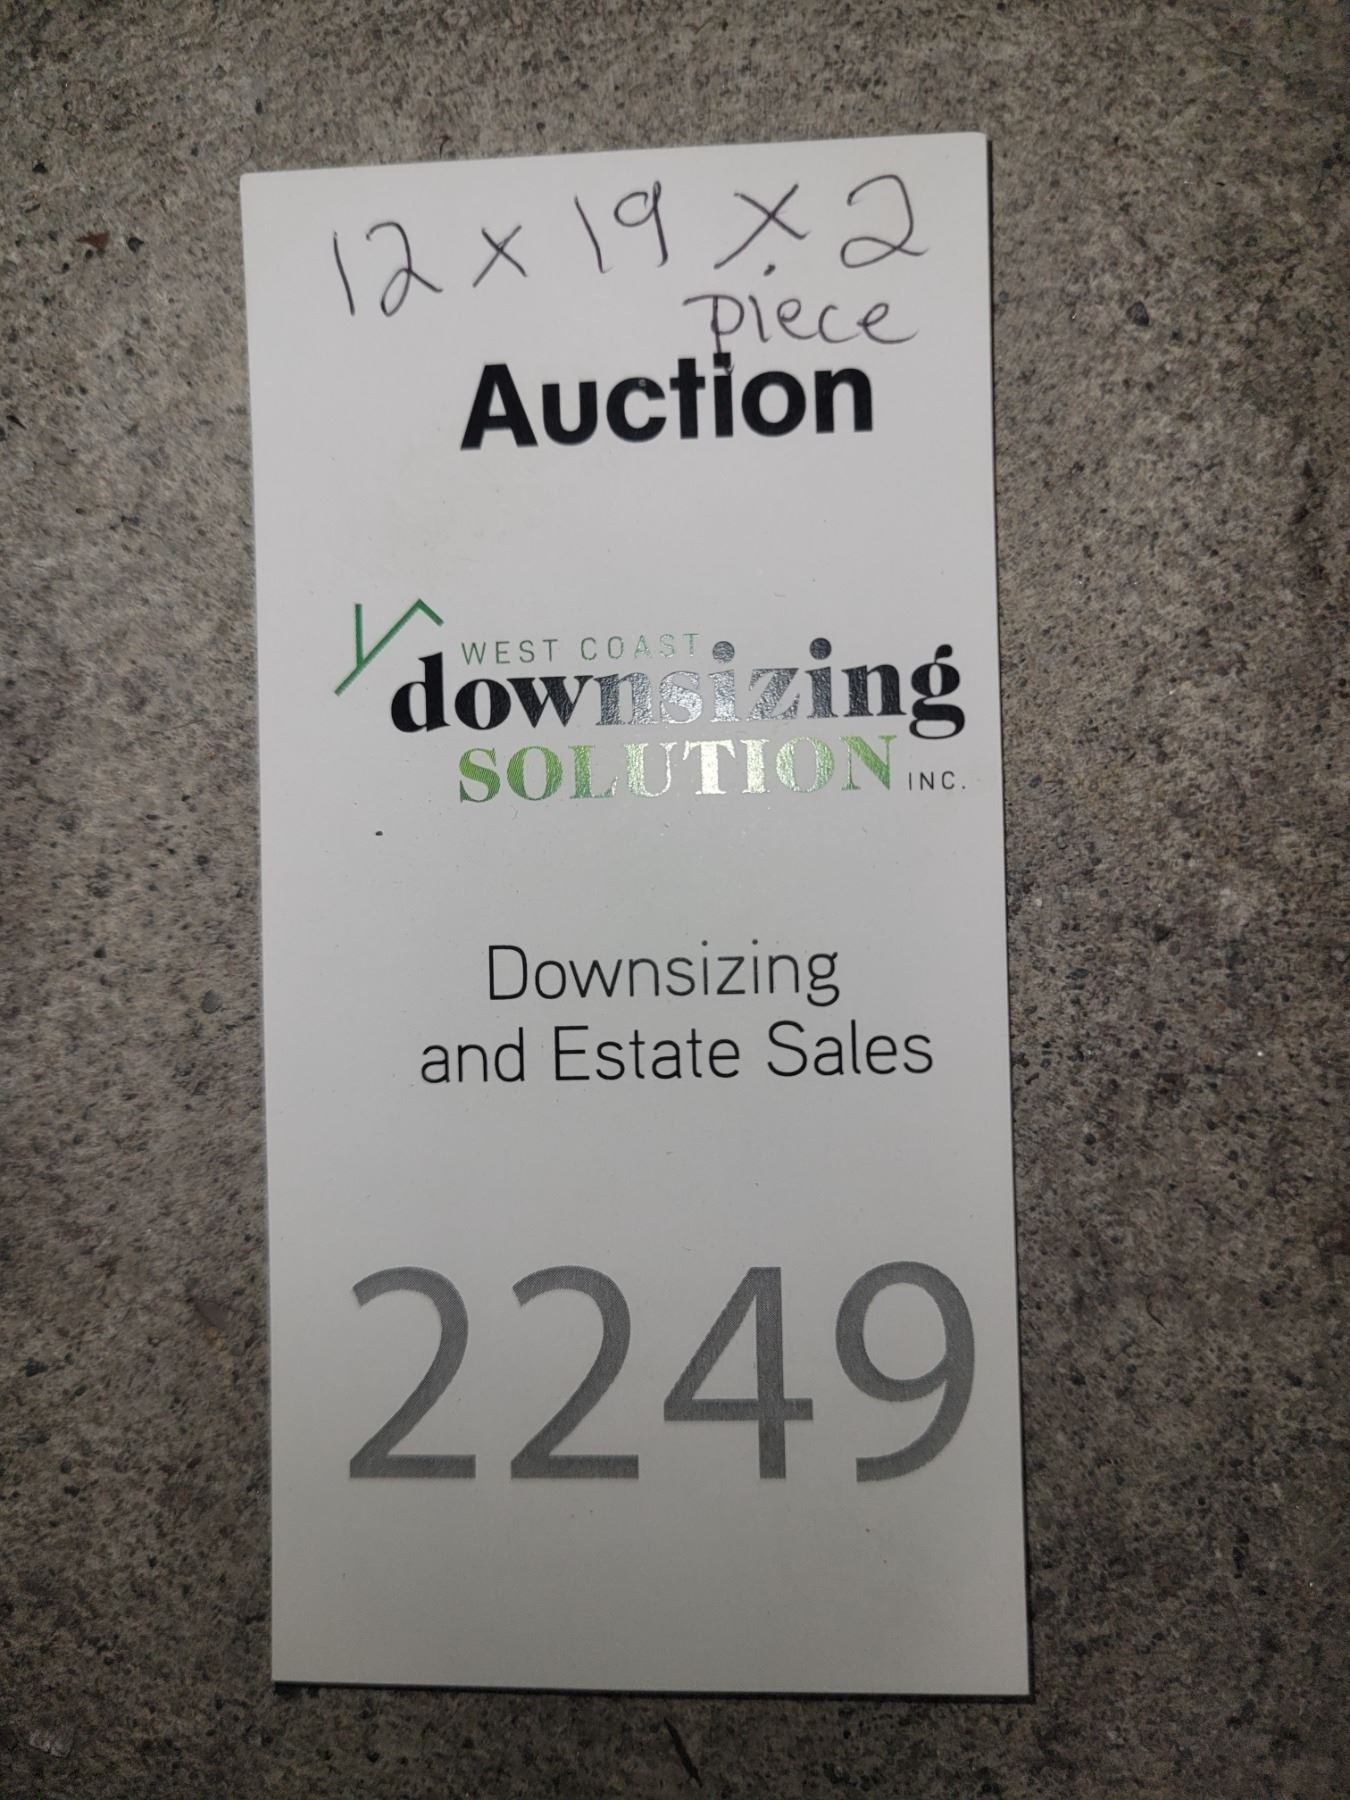 12 x 19 x 2
piece
Auction
WEST COAST
downsizing
SOLUTION INC.
Downsizing
and Estate Sales
2249